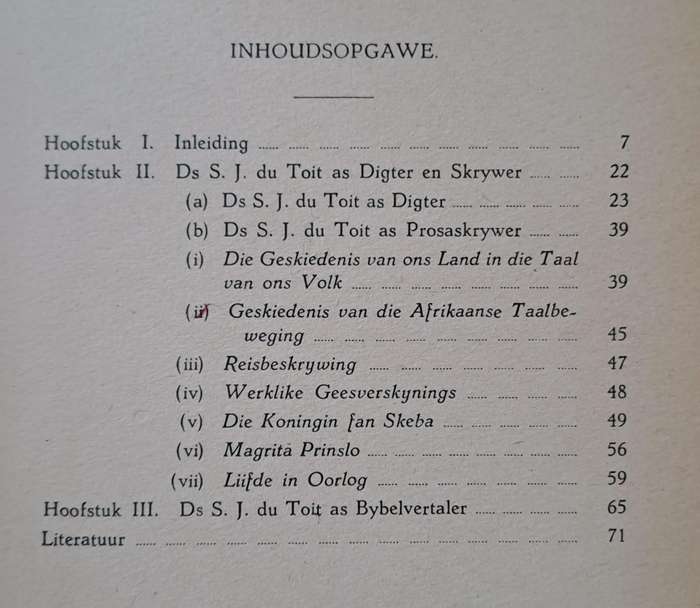 INHOUDSOPGAWE.
Hoofstuk I. Inleiding ...... ...... ...... ...... ...... ...... ...... ...... ...... ...... ...... 7
Hoofstuk II. Ds S. J. du Toit as Digter en Skrywer ...... ...... 22
(a) Ds S. J. du Toit as Digter ...... ...... ...... ...... 23
(b) Ds S. J. du Toit as Prosaskrywer ...... ...... 39
(i) Die Geskiedenis van ons Land in die Taal
van ons Volk ...... ...... ...... ...... ...... ...... ...... ...... 39
(ii) Geskiedenis van die Afrikaanse Taalbe-
weging ...... ...... ...... ...... ...... ...... ...... ...... ...... 45
(iii) Reisbeskrywing ...... ...... ...... ...... ...... ...... ...... 47
(iv) Werklike Geesverskynings ...... ...... ...... ...... 48
(v) Die Koningin fan Skeba ...... ...... ...... ...... ...... 49
(vi) Magrita Prinslo ...... ...... ...... ...... ...... ...... ...... 56
(vii) Liifde in Oorlog ...... ...... ...... ...... ...... ...... ...... 59
Hoofstuk III. Ds S. J. du Toit as Bybelvertaler ...... ...... ...... ...... 65
Literatuur ...... ...... ...... ...... ...... ...... ...... ...... ...... ...... ...... ...... ...... ...... ...... 71